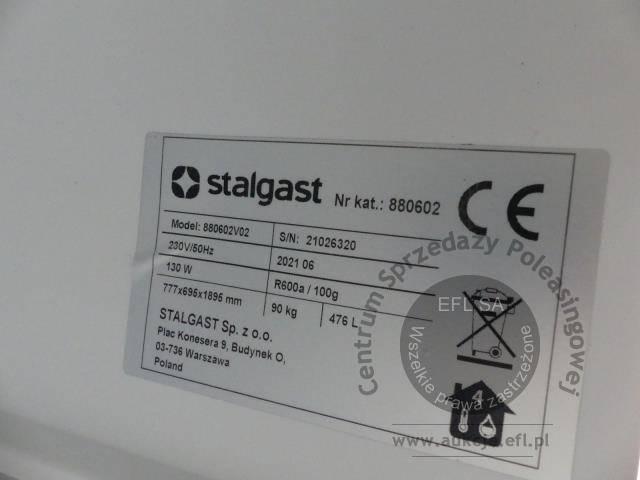 stalgast Nr kat.: 880602 CE
Model: 880602V02 S/N: 21026320
230V/50Hz 2021 06
130 W R600a / 100g
777x695x1895 mm 90 kg 476 L
STALGAST Sp. z o.o.
Plac Konesera 9, Budynek O,
03-736 Warszawa
Poland
4
Centrum Sprzedaży Poleasingowej
EFL SA
Wszelkie prawa zastrzeżone
www.aukcje.efl.pl